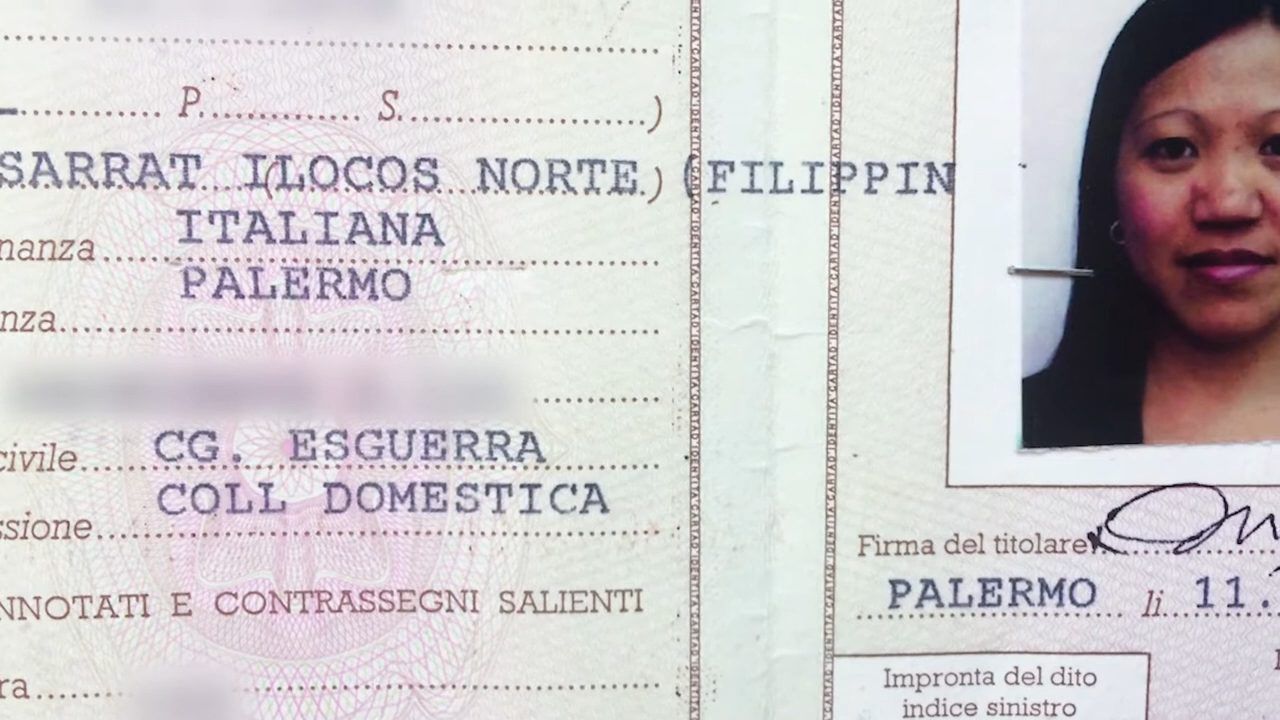 P. S. )
SARRAT ILOCOS NORTE ) (FILIPPIN
nanza ITALIANA
nza PALERMO
civile CG. ESGUERRA
ssione COLL DOMESTICA
NNOTATI E CONTRASSEGNI SALIENTI
ra
Firma del titolare
PALERMO li 11.
Impronta del dito
indice sinistro